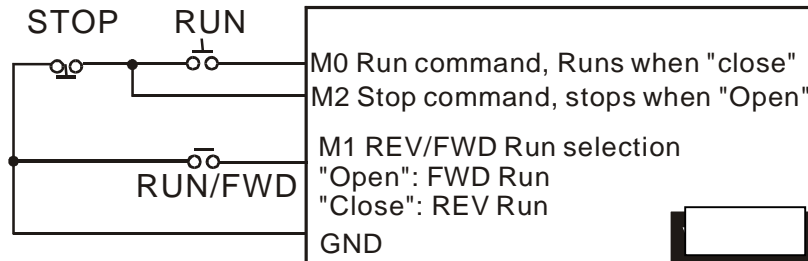 STOP RUN
M0 Run command, Runs when "close"
M2 Stop command, stops when "Open"
M1 REV/FWD Run selection
RUN/FWD "Open": FWD Run
"Close": REV Run
GND